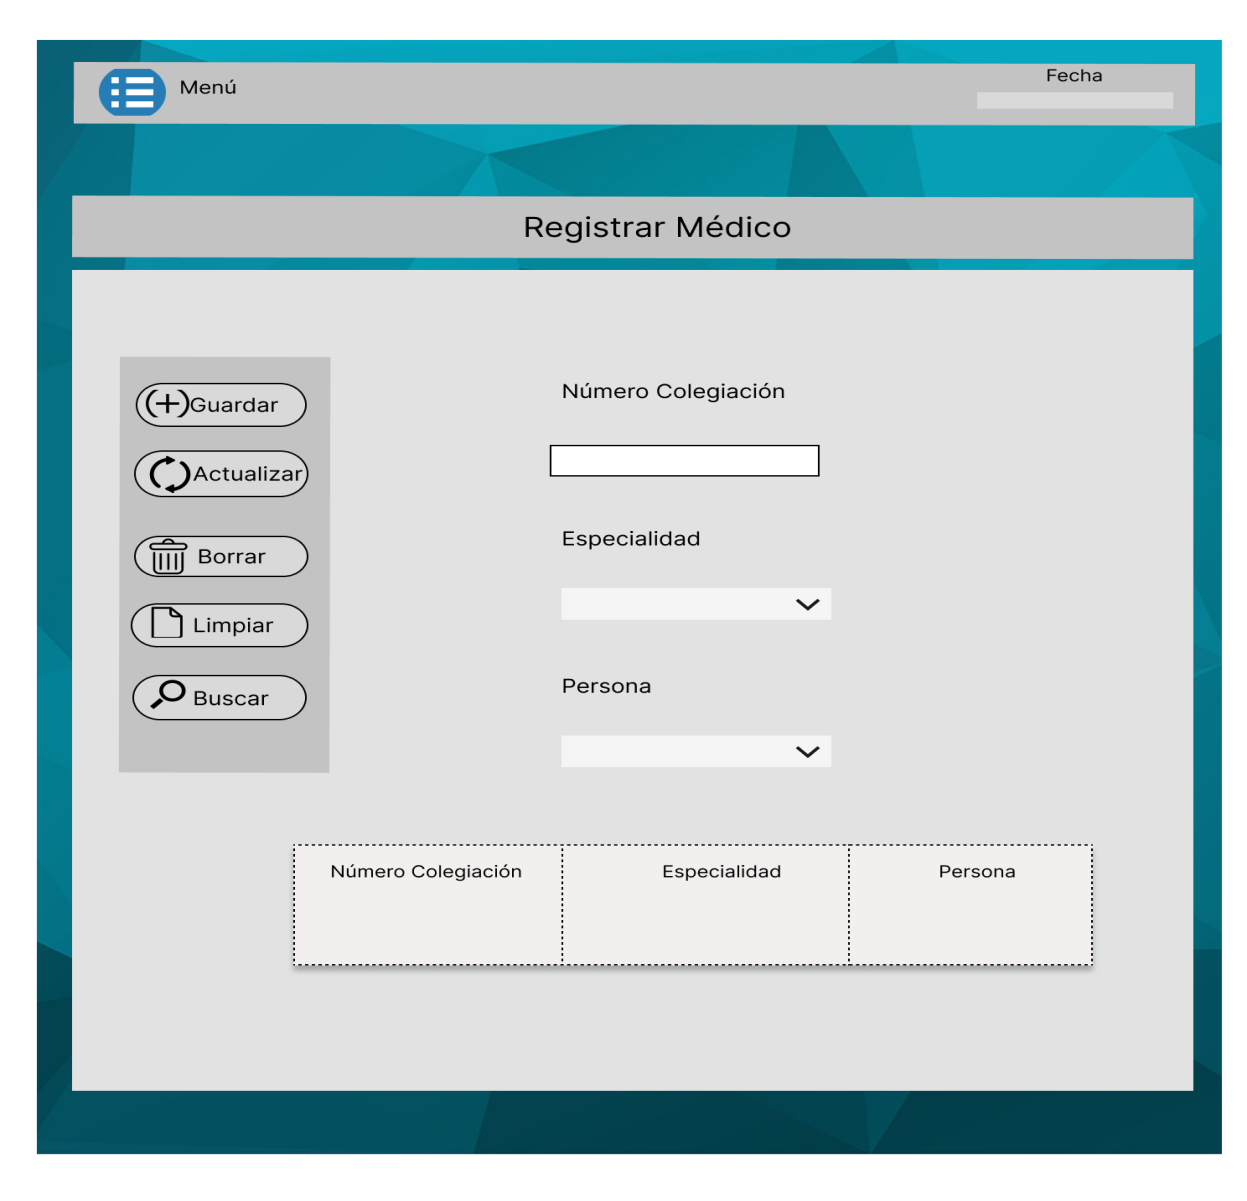 Menú
Fecha
Registrar Médico
Guardar
Actualizar
Borrar
Limpiar
Buscar
Número Colegiación
Especialidad
Persona
Número Colegiación Especialidad Persona